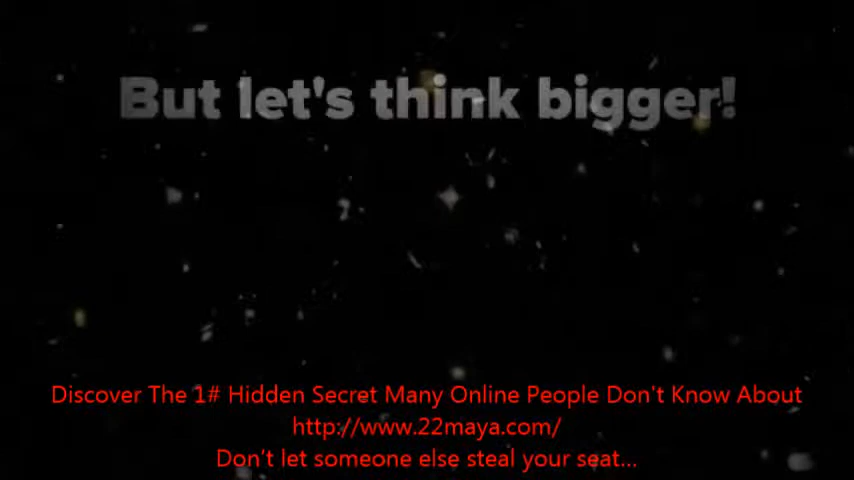 But let's think bigger!
Discover The 1# Hidden Secret Many Online People Don't Know About
http://www.22maya.com/
Don't let someone else steal your seat...